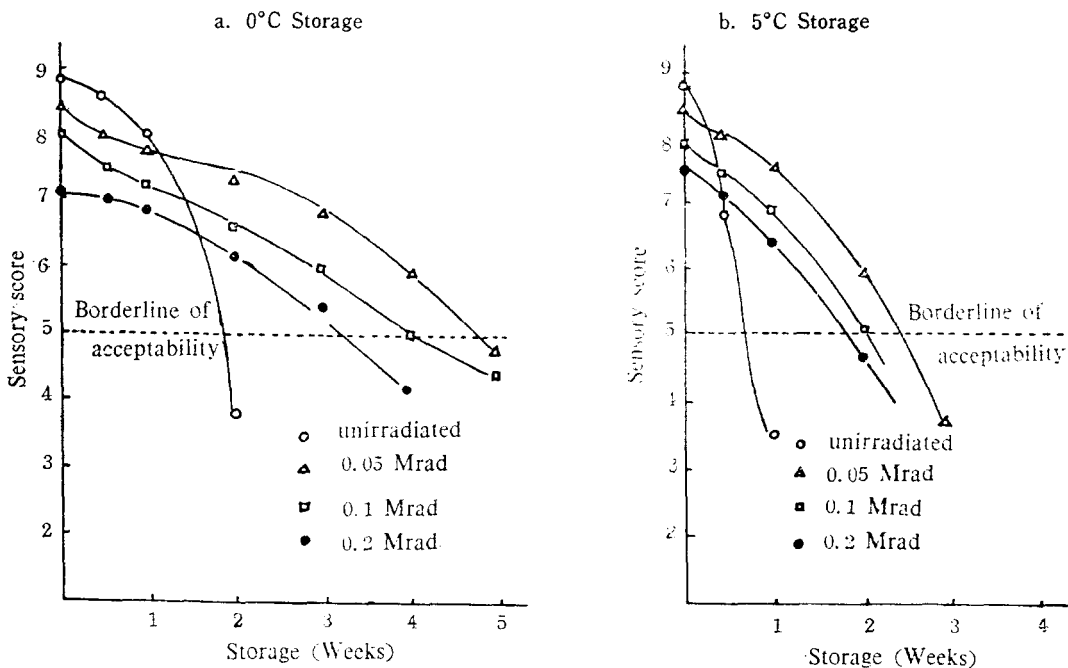 a. 0°C Storage
9
8
7
6
5
4
3
2
Sensory score
Borderline of
acceptability
unirradiated
0.05 Mrad
0.1 Mrad
0.2 Mrad
1 2 3 4 5
Storage (Weeks)
b. 5°C Storage
9
8
7
6
5
4
3
2
Sensory score
Borderline of
acceptability
unirradiated
0.05 Mrad
0.1 Mrad
0.2 Mrad
1 2 3 4
Storage (Weeks)